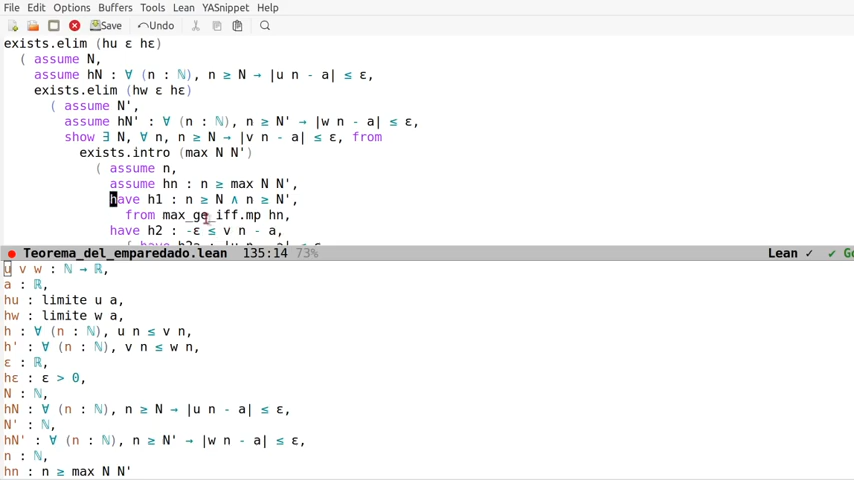 File Edit Options Buffers Tools Lean YASnippet Help
Save Undo
exists.elim (hu ε hε)
( assume N,
assume hN : ∀ (n : ℕ), n ≥ N → |u n - a| ≤ ε,
exists.elim (hw ε hε)
( assume N',
assume hN' : ∀ (n : ℕ), n ≥ N' → |w n - a| ≤ ε,
show ∃ N, ∀ n, n ≥ N → |v n - a| ≤ ε, from
exists.intro (max N N')
( assume n,
assume hn : n ≥ max N N',
have h1 : n ≥ N ∧ n ≥ N',
from max_ge_iff.mp hn,
have h2 : -ε ≤ v n - a,
Teorema_del_emparedado.lean 135:14 73% Lean ✓ ✓
u v w : ℕ → ℝ,
a : ℝ,
hu : limite u a,
hw : limite w a,
h : ∀ (n : ℕ), u n ≤ v n,
h' : ∀ (n : ℕ), v n ≤ w n,
ε : ℝ,
hε : ε > 0,
N : ℕ,
hN : ∀ (n : ℕ), n ≥ N → |u n - a| ≤ ε,
N' : ℕ,
hN' : ∀ (n : ℕ), n ≥ N' → |w n - a| ≤ ε,
n : ℕ,
hn : n ≥ max N N'